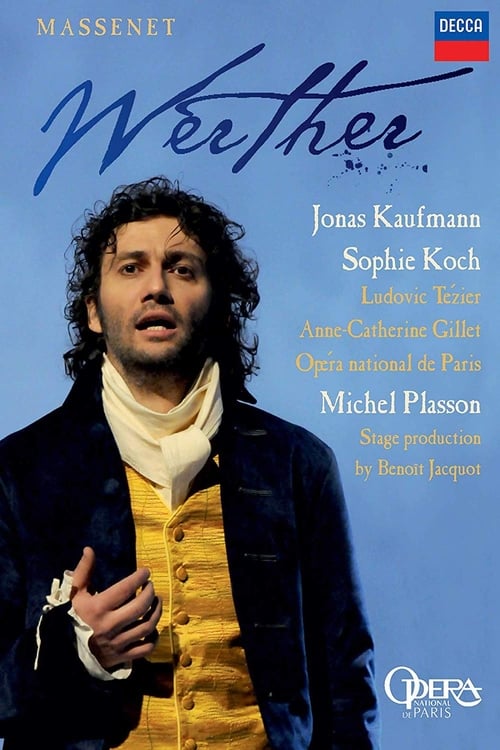 MASSENET
DECCA
Werther
Jonas Kaufmann
Sophie Koch
Ludovic Tézier
Anne-Catherine Gillet
Opéra national de Paris
Michel Plasson
Stage production
by Benoît Jacquot
OPERA
NATIONAL
DE PARIS